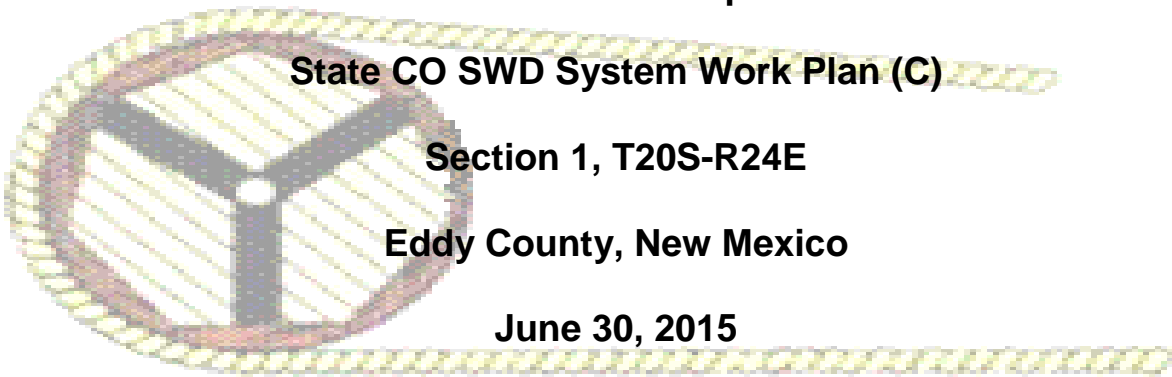 State CO SWD System Work Plan (C)
Section 1, T20S-R24E
Eddy County, New Mexico
June 30, 2015